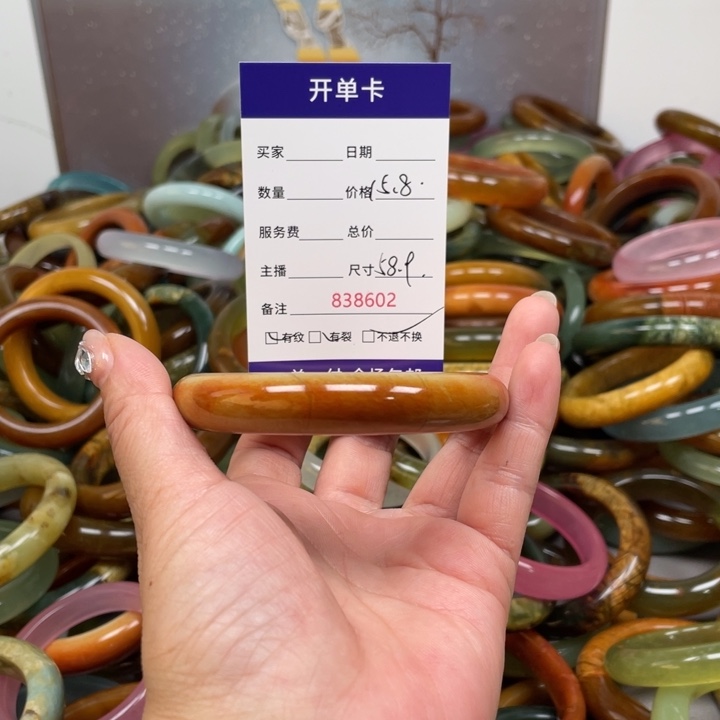 开单卡
买家 日期
数量 价格 15.8.
服务费 总价
主播 尺寸 58.9.
备注 838602
有纹 有裂 不退不换